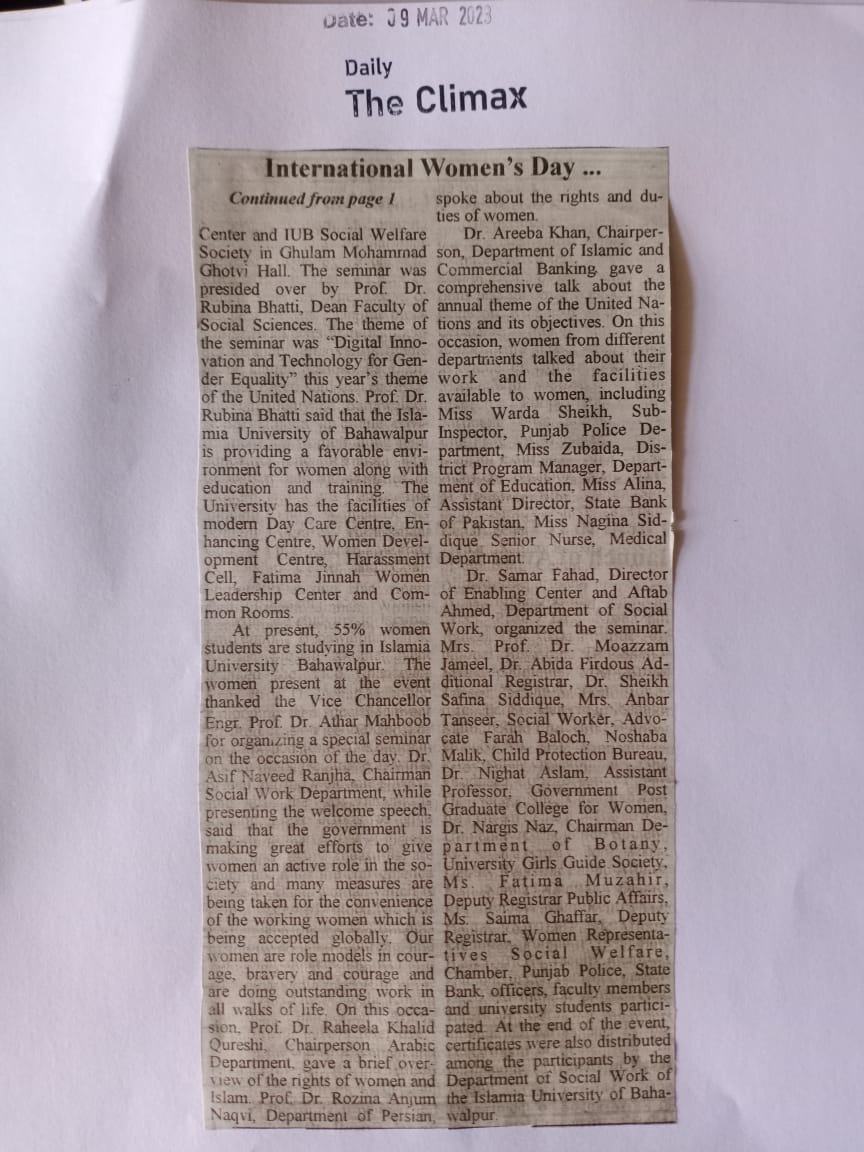 Date: 09 MAR 2023
Daily
The Climax
International Women's Day ...
Continued from page 1
Center and IUB Social Welfare
Society in Ghulam Mohammad
Ghotvi Hall. The seminar was
presided over by Prof. Dr.
Rubina Bhatti, Dean Faculty of
Social Sciences. The theme of
the seminar was "Digital Inno-
vation and Technology for Gen-
der Equality" this year's theme
of the United Nations. Prof. Dr.
Rubina Bhatti said that the Isla-
mia University of Bahawalpur
is providing a favorable envi-
ronment for women along with
education and training. The
University has the facilities of
modern Day Care Centre, En-
hancing Centre, Women Devel-
opment Centre, Harassment
Cell, Fatima Jinnah Women
Leadership Center and Com-
mon Rooms.
At present, 55% women
students are studying in Islamia
University Bahawalpur. The
women present at the event
thanked the Vice Chancellor
Engr. Prof. Dr. Athar Mahboob
for organizing a special seminar
on the occasion of the day. Dr.
Asif Naveed Ranjha, Chairman
Social Work Department, while
presenting the welcome speech,
said that the government is
making great efforts to give
women an active role in the so-
ciety and many measures are
being taken for the convenience
of the working women which is
being accepted globally. Our
women are role models in cour-
age, bravery and courage and
are doing outstanding work in
all walks of life. On this occa-
sion, Prof. Dr. Raheela Khalid
Qureshi, Chairperson Arabic
Department, gave a brief over-
view of the rights of women and
Islam. Prof. Dr. Rozina Anjum
Naqvi, Department of Persian,
spoke about the rights and du-
ties of women.
Dr. Areeba Khan, Chairper-
son, Department of Islamic and
Commercial Banking, gave a
comprehensive talk about the
annual theme of the United Na-
tions and its objectives. On this
occasion, women from different
departments talked about their
work and the facilities
available to women, including
Miss Warda Sheikh, Sub-
Inspector, Punjab Police De-
partment, Miss Zubaida, Dis-
trict Program Manager, Depart-
ment of Education, Miss Alina,
Assistant Director, State Bank
of Pakistan, Miss Nagina Sid-
dique Senior Nurse, Medical
Department.
Dr. Samar Fahad, Director
of Enabling Center and Aftab
Ahmed, Department of Social
Work, organized the seminar.
Mrs. Prof. Dr. Moazzam
Jameel, Dr. Abida Firdous Ad-
ditional Registrar, Dr. Sheikh
Safina Siddique, Mrs. Anbar
Tanseer, Social Worker, Advo-
cate Farah Baloch, Noshaba
Malik, Child Protection Bureau,
Dr. Nighat Aslam, Assistant
Professor, Government Post
Graduate College for Women,
Dr. Nargis Naz, Chairman De-
partment of Botany,
University Girls Guide Society,
Ms. Fatima Muzahir,
Deputy Registrar Public Affairs,
Ms. Saima Ghaffar, Deputy
Registrar, Women Representa-
tives Social Welfare,
Chamber, Punjab Police, State
Bank, officers, faculty members
and university students partici-
pated. At the end of the event,
certificates were also distributed
among the participants by the
Department of Social Work of
the Islamia University of Baha-
walpur.